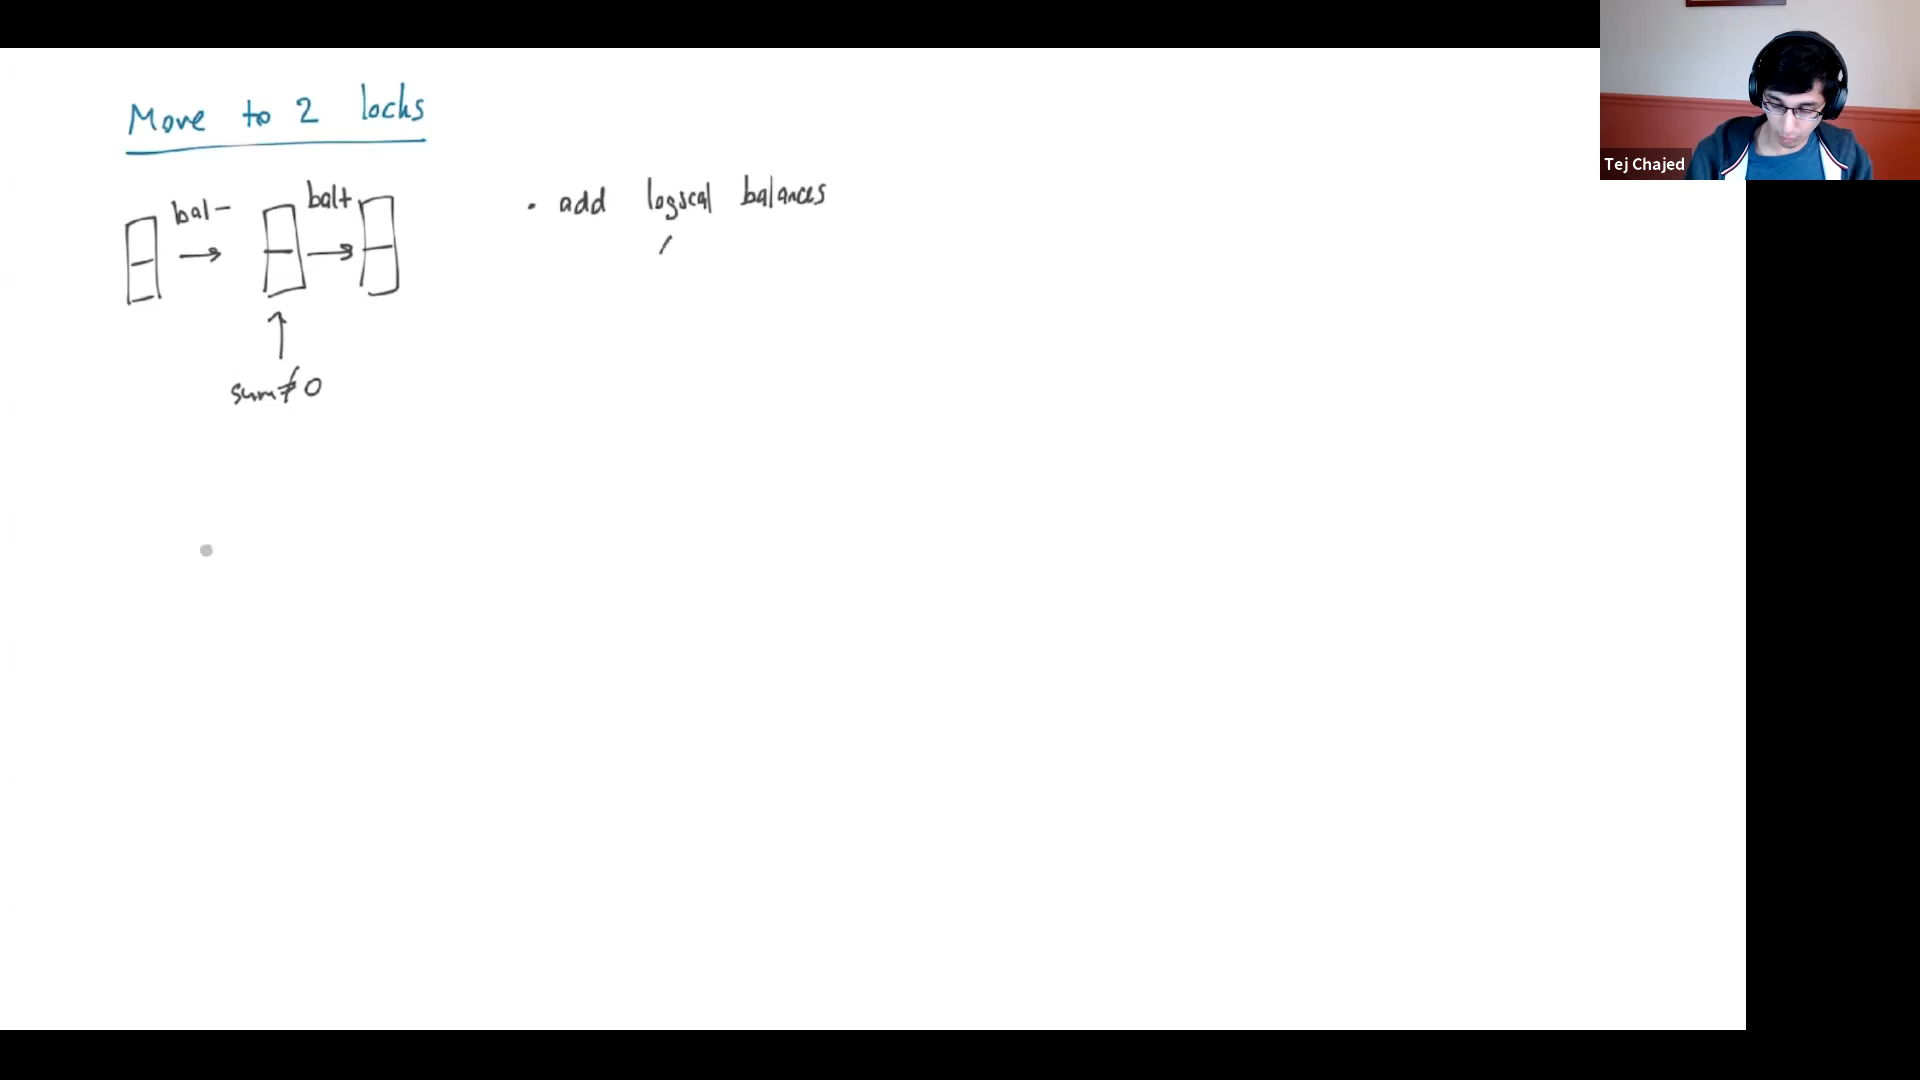 Move to 2 locks
bal- bal+
sum≠0
• add logical balances
Tej Chajed